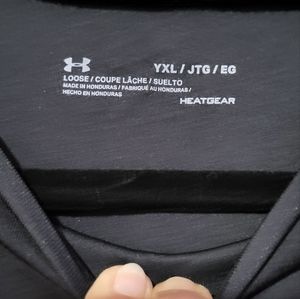 YXL / JTG / EG
LOOSE / COUPE LÂCHE / SUELTO
MADE IN HONDURAS / FABRIQUÉ AU HONDURAS /
HECHO EN HONDURAS
HEATGEAR